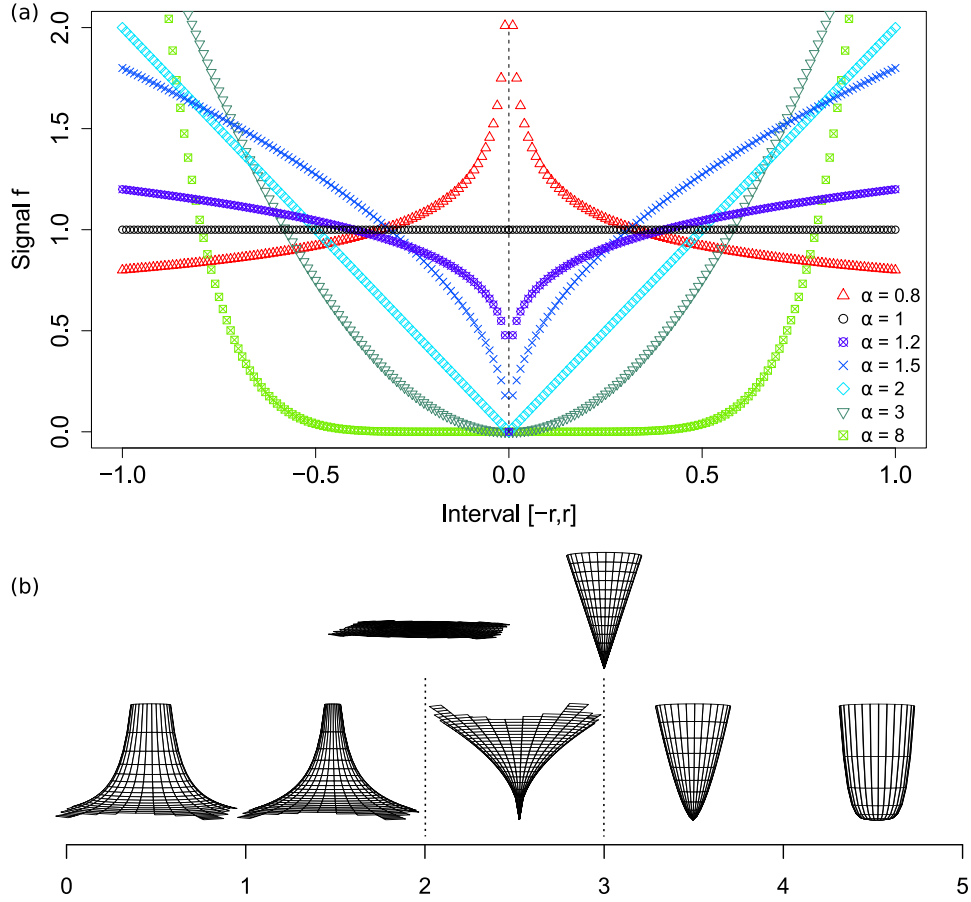 (a)
Signal f
2.0
1.5
1.0
0.5
0.0
α = 0.8
α = 1
α = 1.2
α = 1.5
α = 2
α = 3
α = 8
−1.0 −0.5 0.0 0.5 1.0
Interval [−r,r]
(b)
0 1 2 3 4 5